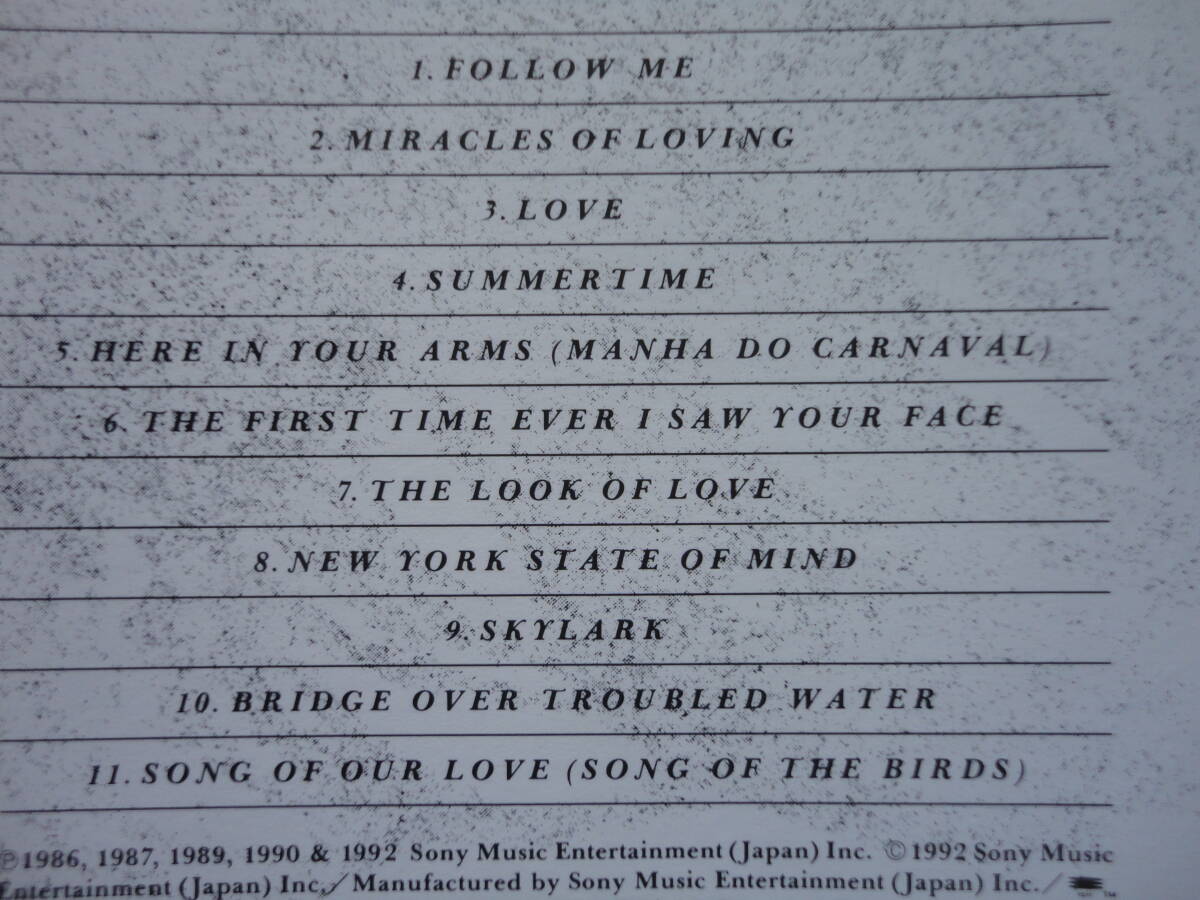 1. FOLLOW ME
2. MIRACLES OF LOVING
3. LOVE
4. SUMMERTIME
5. HERE IN YOUR ARMS (MANHA DO CARNAVAL)
6. THE FIRST TIME EVER I SAW YOUR FACE
7. THE LOOK OF LOVE
8. NEW YORK STATE OF MIND
9. SKYLARK
10. BRIDGE OVER TROUBLED WATER
11. SONG OF OUR LOVE (SONG OF THE BIRDS)
℗1986, 1987, 1989, 1990 & 1992 Sony Music Entertainment (Japan) Inc. ©1992 Sony Music
Entertainment (Japan) Inc./Manufactured by Sony Music Entertainment (Japan) Inc./